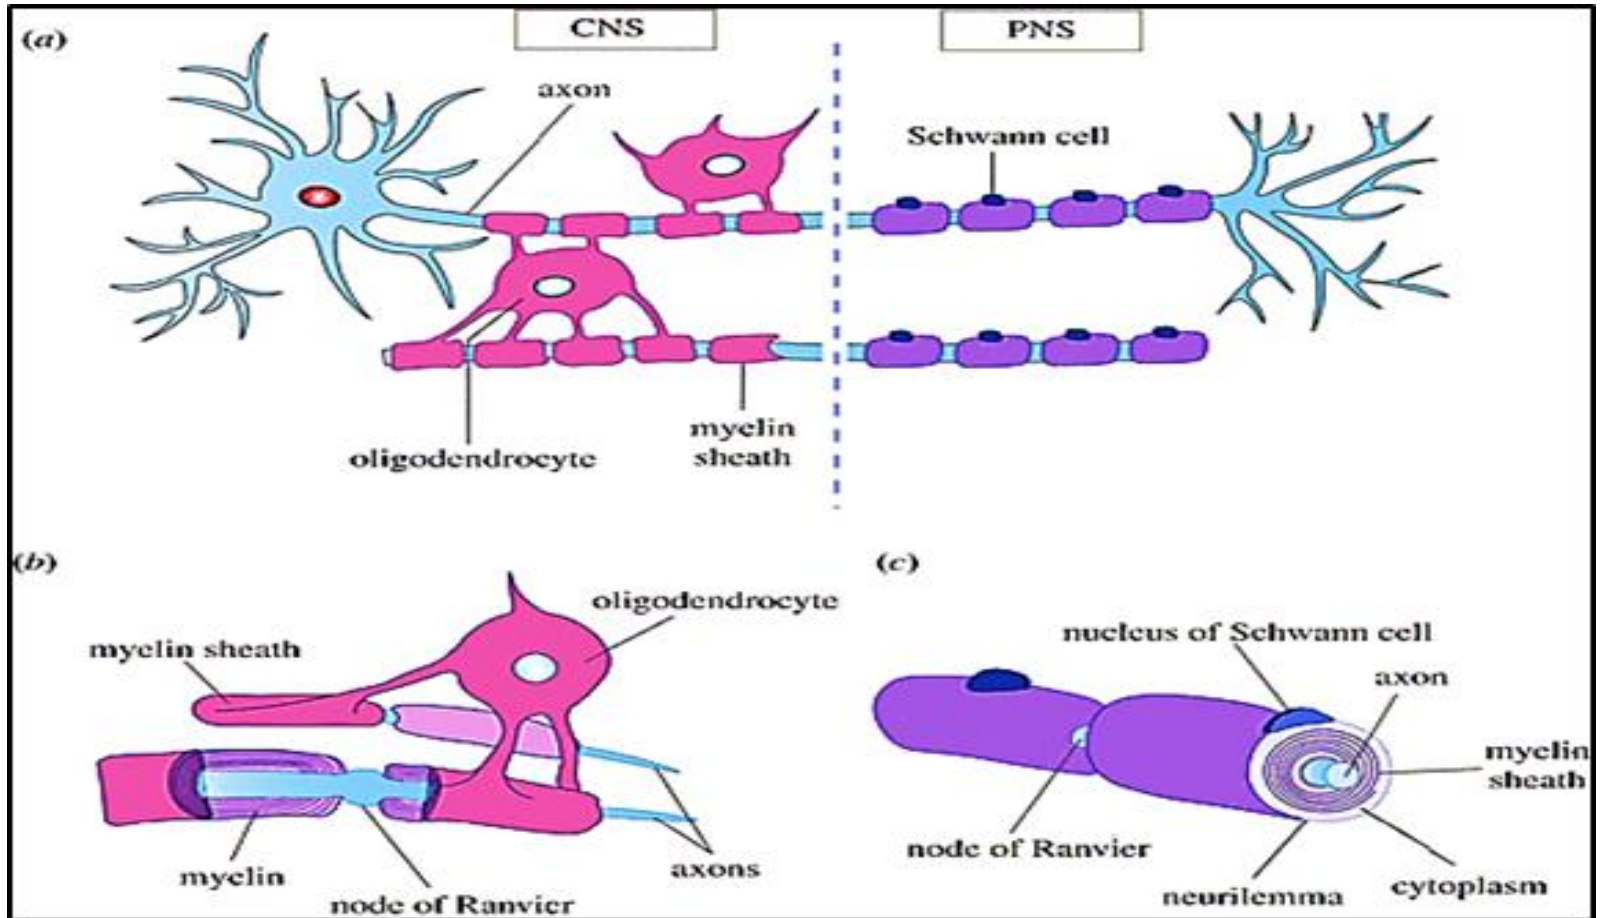 (a)
CNS
PNS
axon
Schwann cell
oligodendrocyte
myelin
sheath
(b)
oligodendrocyte
myelin sheath
myelin
node of Ranvier
axons
(c)
nucleus of Schwann cell
axon
myelin
sheath
node of Ranvier
neurilemma
cytoplasm